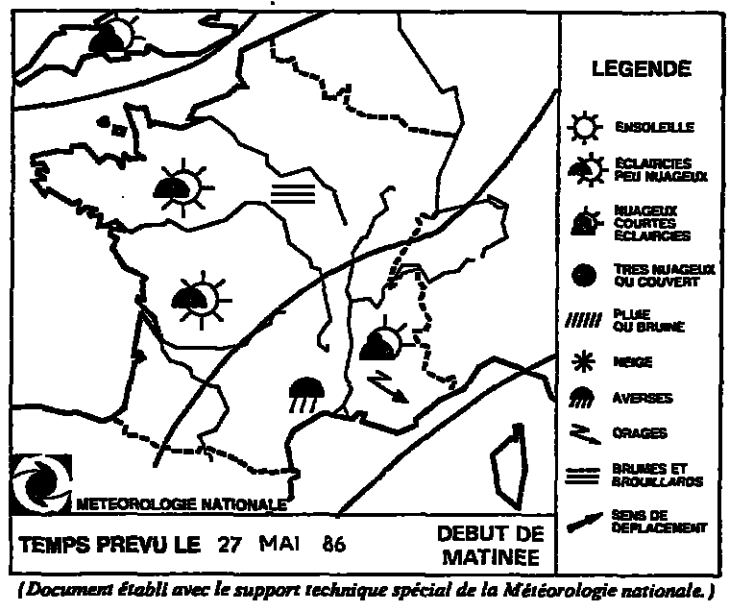 LEGENDE
ENSOLEILLE
ECLAIRCIES
PEU NUAGEUX
NUAGEUX
COURTES
ECLAIRCIES
TRES NUAGEUX
OU COUVERT
PLUIE
OU BRUINE
NEIGE
AVERSES
ORAGES
BRUMES ET
BROUILLARDS
SENS DE
DEPLACEMENT
METEOROLOGIE NATIONALE
TEMPS PREVU LE 27 MAI 86
DEBUT DE
MATINEE
(Document établi avec le support technique spécial de la Météorologie nationale.)